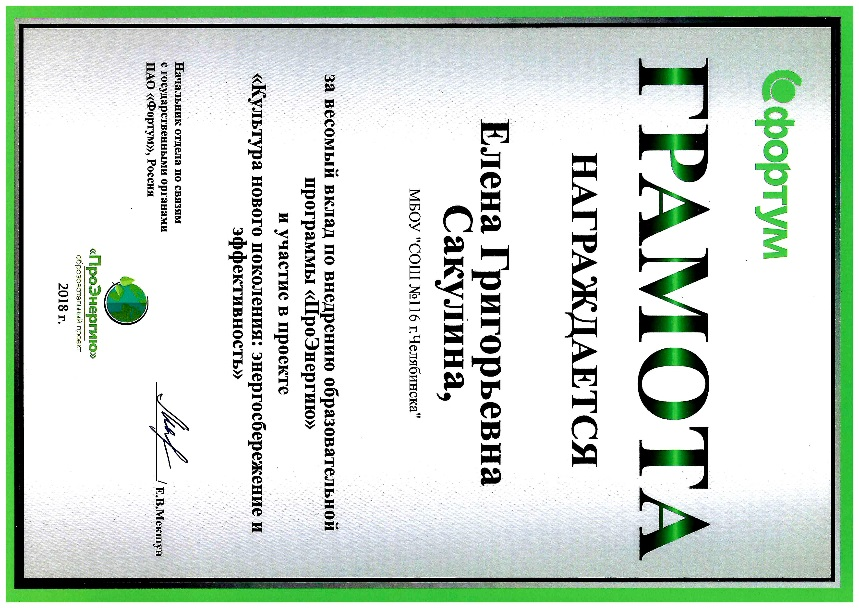 фортум
ГРАМОТА
НАГРАЖДАЕТСЯ
Елена Григорьевна
Сакулина,
МБОУ "СОШ №116 г.Челябинска"
за весомый вклад по внедрению образовательной
программы «ПроЭнергию»
и участие в проекте
«Культура нового поколения: энергосбережение и
эффективность»
Начальник отдела по связям
с государственными органами
ПАО «Фортум», Россия
/ Е.В.Мекшун
«ПроЭнергию»
образовательный проект
2018 г.